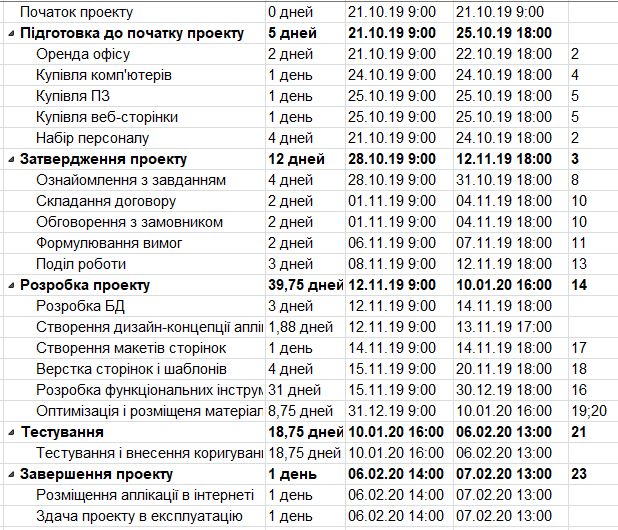 Початок проекту 0 дней 21.10.19 9:00 21.10.19 9:00
Підготовка до початку проекту 5 дней 21.10.19 9:00 25.10.19 18:00
Оренда офісу 2 дней 21.10.19 9:00 22.10.19 18:00 2
Купівля комп'ютерів 1 день 24.10.19 9:00 24.10.19 18:00 4
Купівля ПЗ 1 день 25.10.19 9:00 25.10.19 18:00 5
Купівля веб-сторінки 1 день 25.10.19 9:00 25.10.19 18:00 5
Набір персоналу 4 дней 21.10.19 9:00 24.10.19 18:00 2
Затвердження проекту 12 дней 28.10.19 9:00 12.11.19 18:00 3
Ознайомлення з завданням 4 дней 28.10.19 9:00 31.10.19 18:00 8
Складання договору 2 дней 01.11.19 9:00 04.11.19 18:00 10
Обговорення з замовником 2 дней 01.11.19 9:00 04.11.19 18:00 10
Формулювання вимог 2 дней 06.11.19 9:00 07.11.19 18:00 11
Поділ роботи 3 дней 08.11.19 9:00 12.11.19 18:00 13
Розробка проекту 39,75 дней 12.11.19 9:00 10.01.20 16:00 14
Розробка БД 3 дней 12.11.19 9:00 14.11.19 18:00
Створення дизайн-концепції аплі 1,88 дней 12.11.19 9:00 13.11.19 17:00
Створення макетів сторінок 1 день 14.11.19 9:00 14.11.19 18:00 17
Верстка сторінок і шаблонів 4 дней 15.11.19 9:00 20.11.19 18:00 18
Розробка функціональних інструм 31 дней 15.11.19 9:00 30.12.19 18:00 16
Оптимізація і розміщеня матеріал 8,75 дней 31.12.19 9:00 10.01.20 16:00 19;20
Тестування 18,75 дней 10.01.20 16:00 06.02.20 13:00 21
Тестування і внесення коригуван 18,75 дней 10.01.20 16:00 06.02.20 13:00
Завершення проекту 1 день 06.02.20 14:00 07.02.20 13:00 23
Розміщення аплікації в інтернеті 1 день 06.02.20 14:00 07.02.20 13:00
Здача проекту в експлуатацію 1 день 06.02.20 14:00 07.02.20 13:00